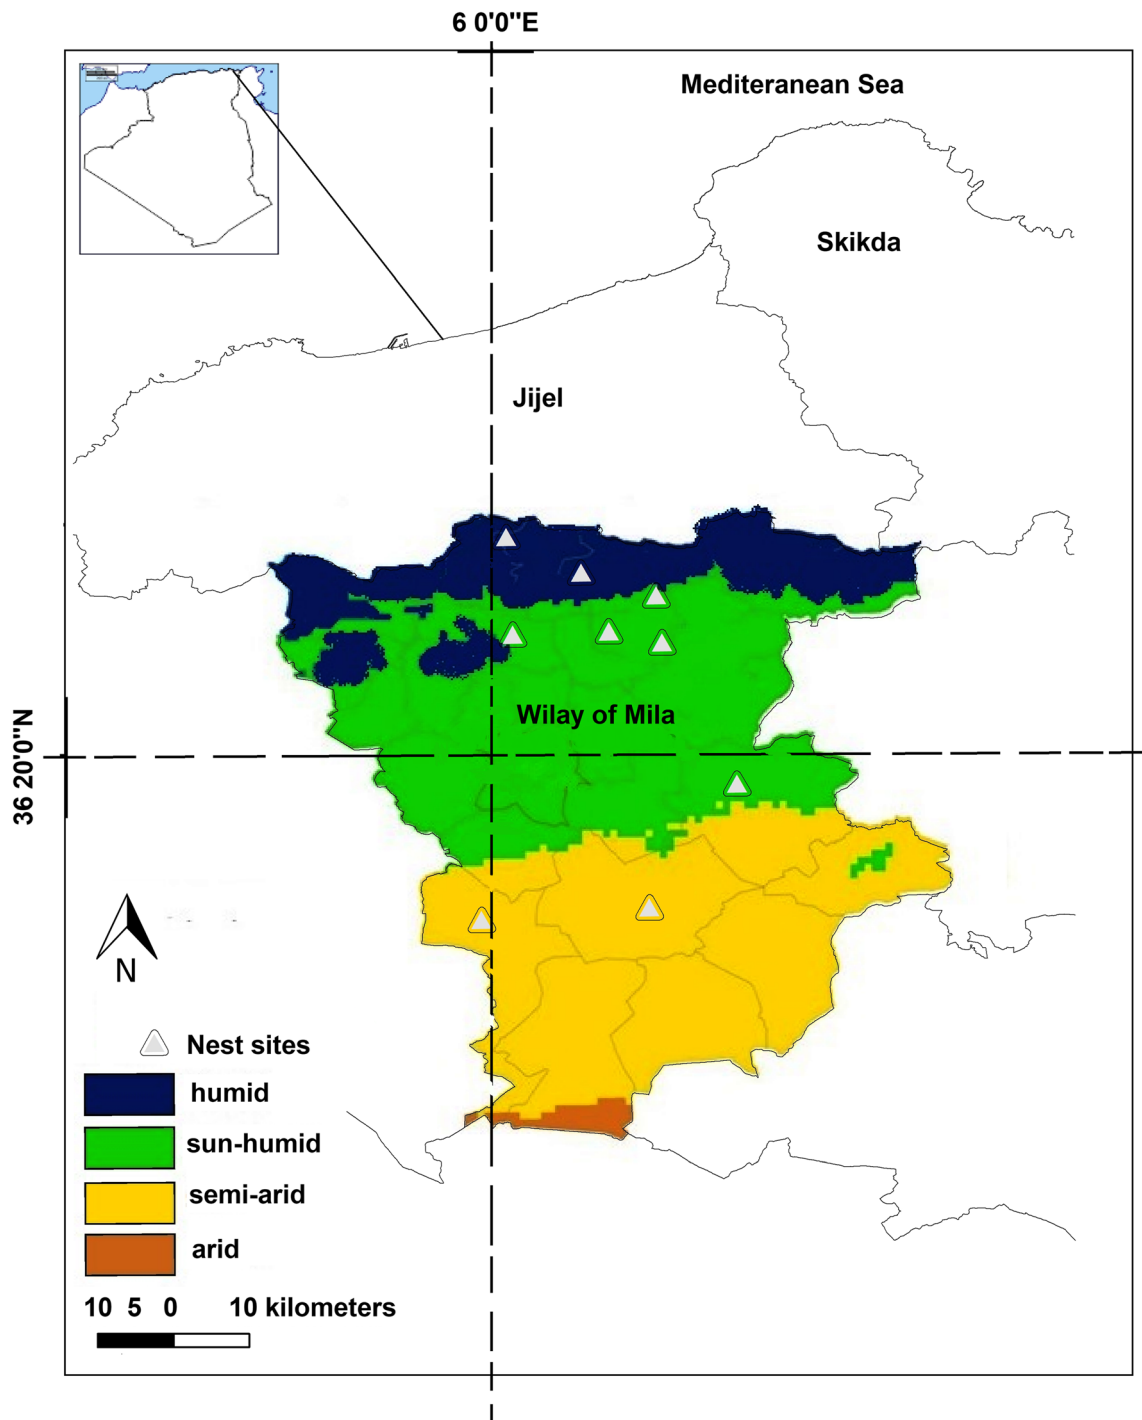 6 0'0"E
Mediteranean Sea
Skikda
Jijel
Wilay of Mila
36 20'0"N
N
Nest sites
humid
sun-humid
semi-arid
arid
10 5 0 10 kilometers